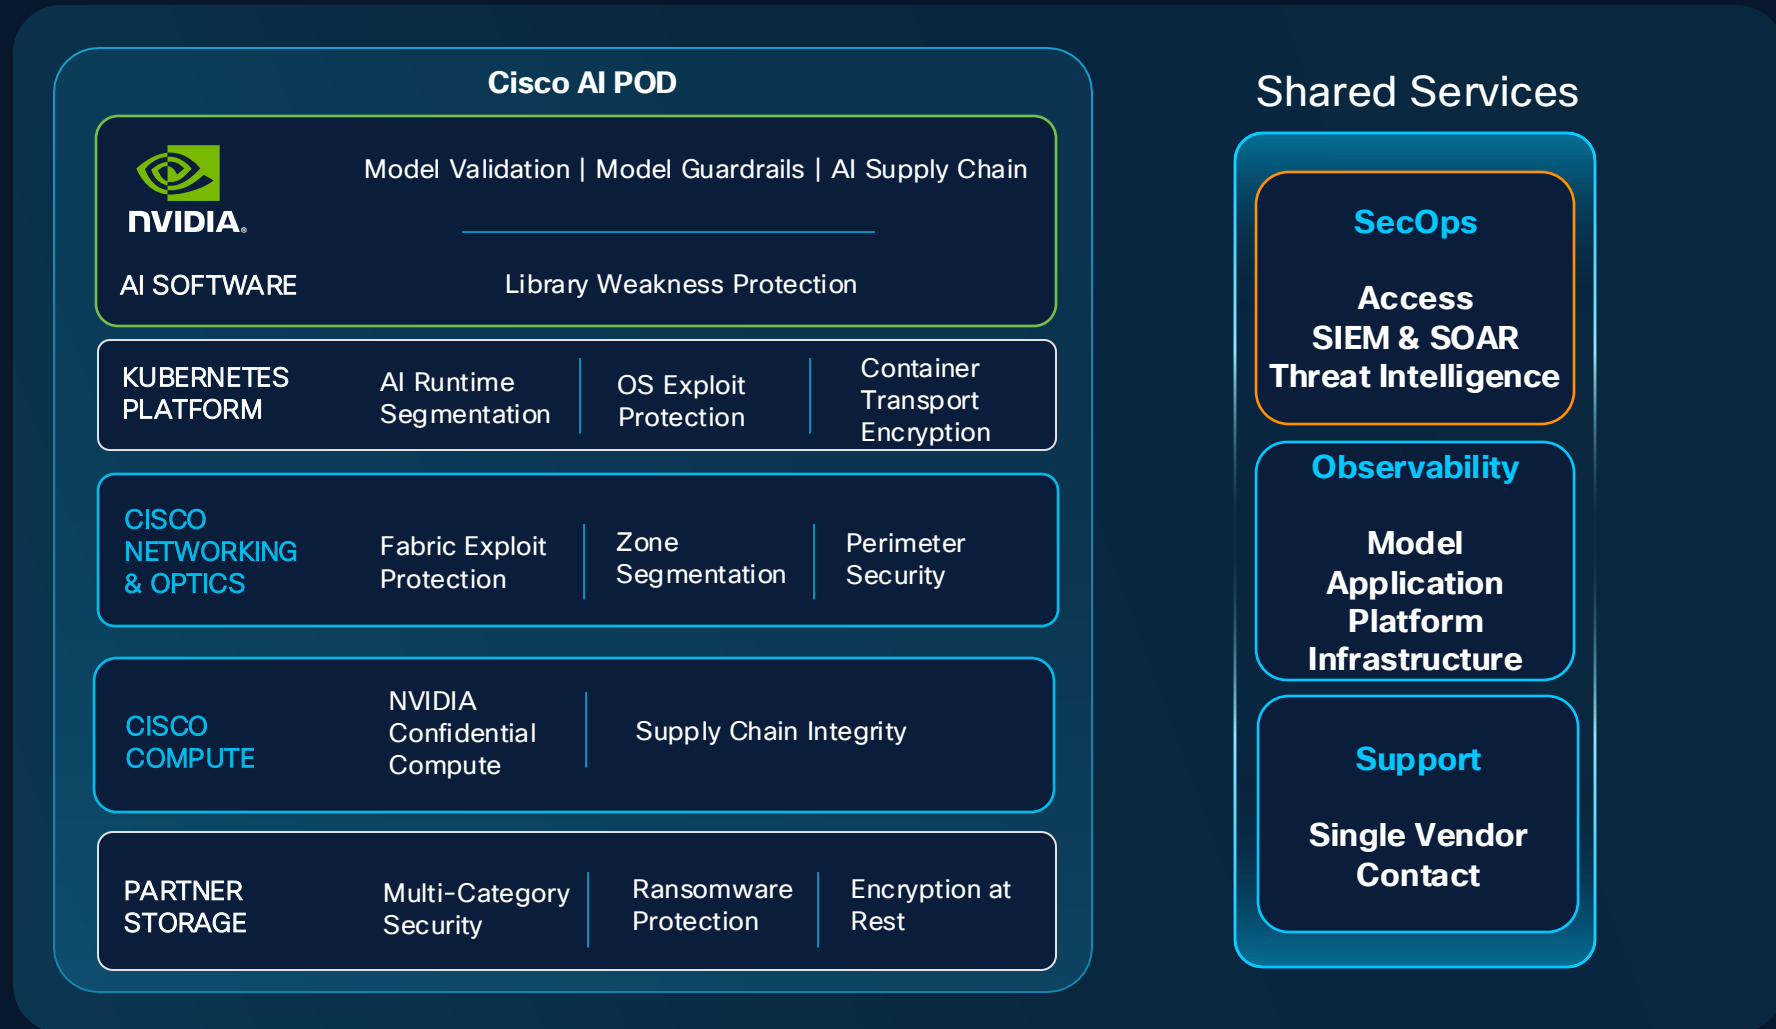 Cisco AI POD
NVIDIA®
AI SOFTWARE
Model Validation | Model Guardrails | AI Supply Chain
Library Weakness Protection
KUBERNETES
PLATFORM
AI Runtime
Segmentation
OS Exploit
Protection
Container
Transport
Encryption
CISCO
NETWORKING
& OPTICS
Fabric Exploit
Protection
Zone
Segmentation
Perimeter
Security
CISCO
COMPUTE
NVIDIA
Confidential
Compute
Supply Chain Integrity
PARTNER
STORAGE
Multi-Category
Security
Ransomware
Protection
Encryption at
Rest
Shared Services
SecOps
Access
SIEM & SOAR
Threat Intelligence
Observability
Model
Application
Platform
Infrastructure
Support
Single Vendor
Contact